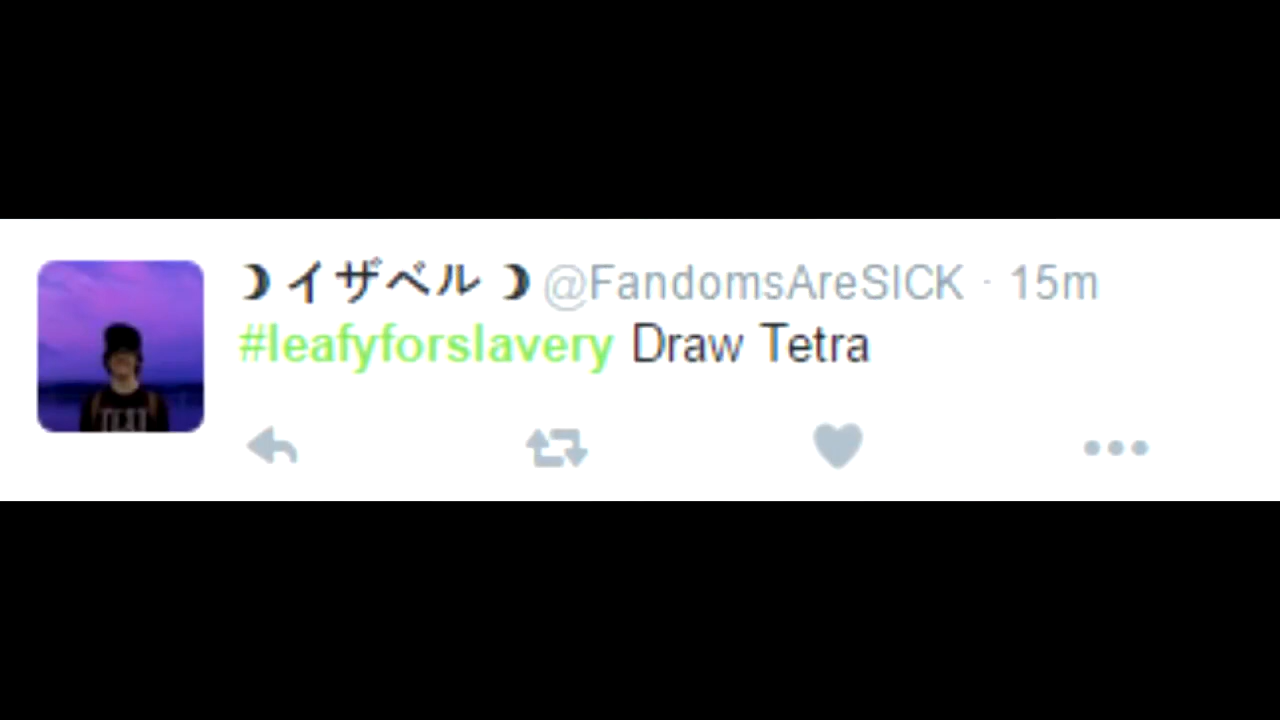 ☽ イザベル ☽ @FandomsAreSICK · 15m
#leafyforslavery Draw Tetra